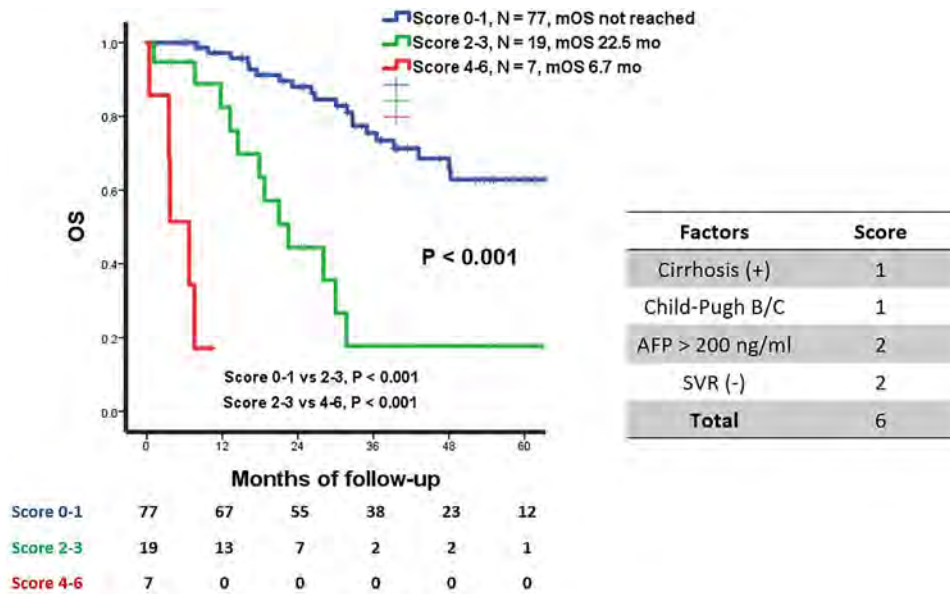 Score 0-1, N = 77, mOS not reached
Score 2-3, N = 19, mOS 22.5 mo
Score 4-6, N = 7, mOS 6.7 mo
1.0
0.8
0.6
0.4
0.2
0.0
OS
P < 0.001
Score 0-1 vs 2-3, P < 0.001
Score 2-3 vs 4-6, P < 0.001
0 12 24 36 48 60
Months of follow-up
Score 0-1 77 67 55 38 23 12
Score 2-3 19 13 7 2 2 1
Score 4-6 7 0 0 0 0 0
Factors Score
Cirrhosis (+) 1
Child-Pugh B/C 1
AFP > 200 ng/ml 2
SVR (-) 2
Total 6